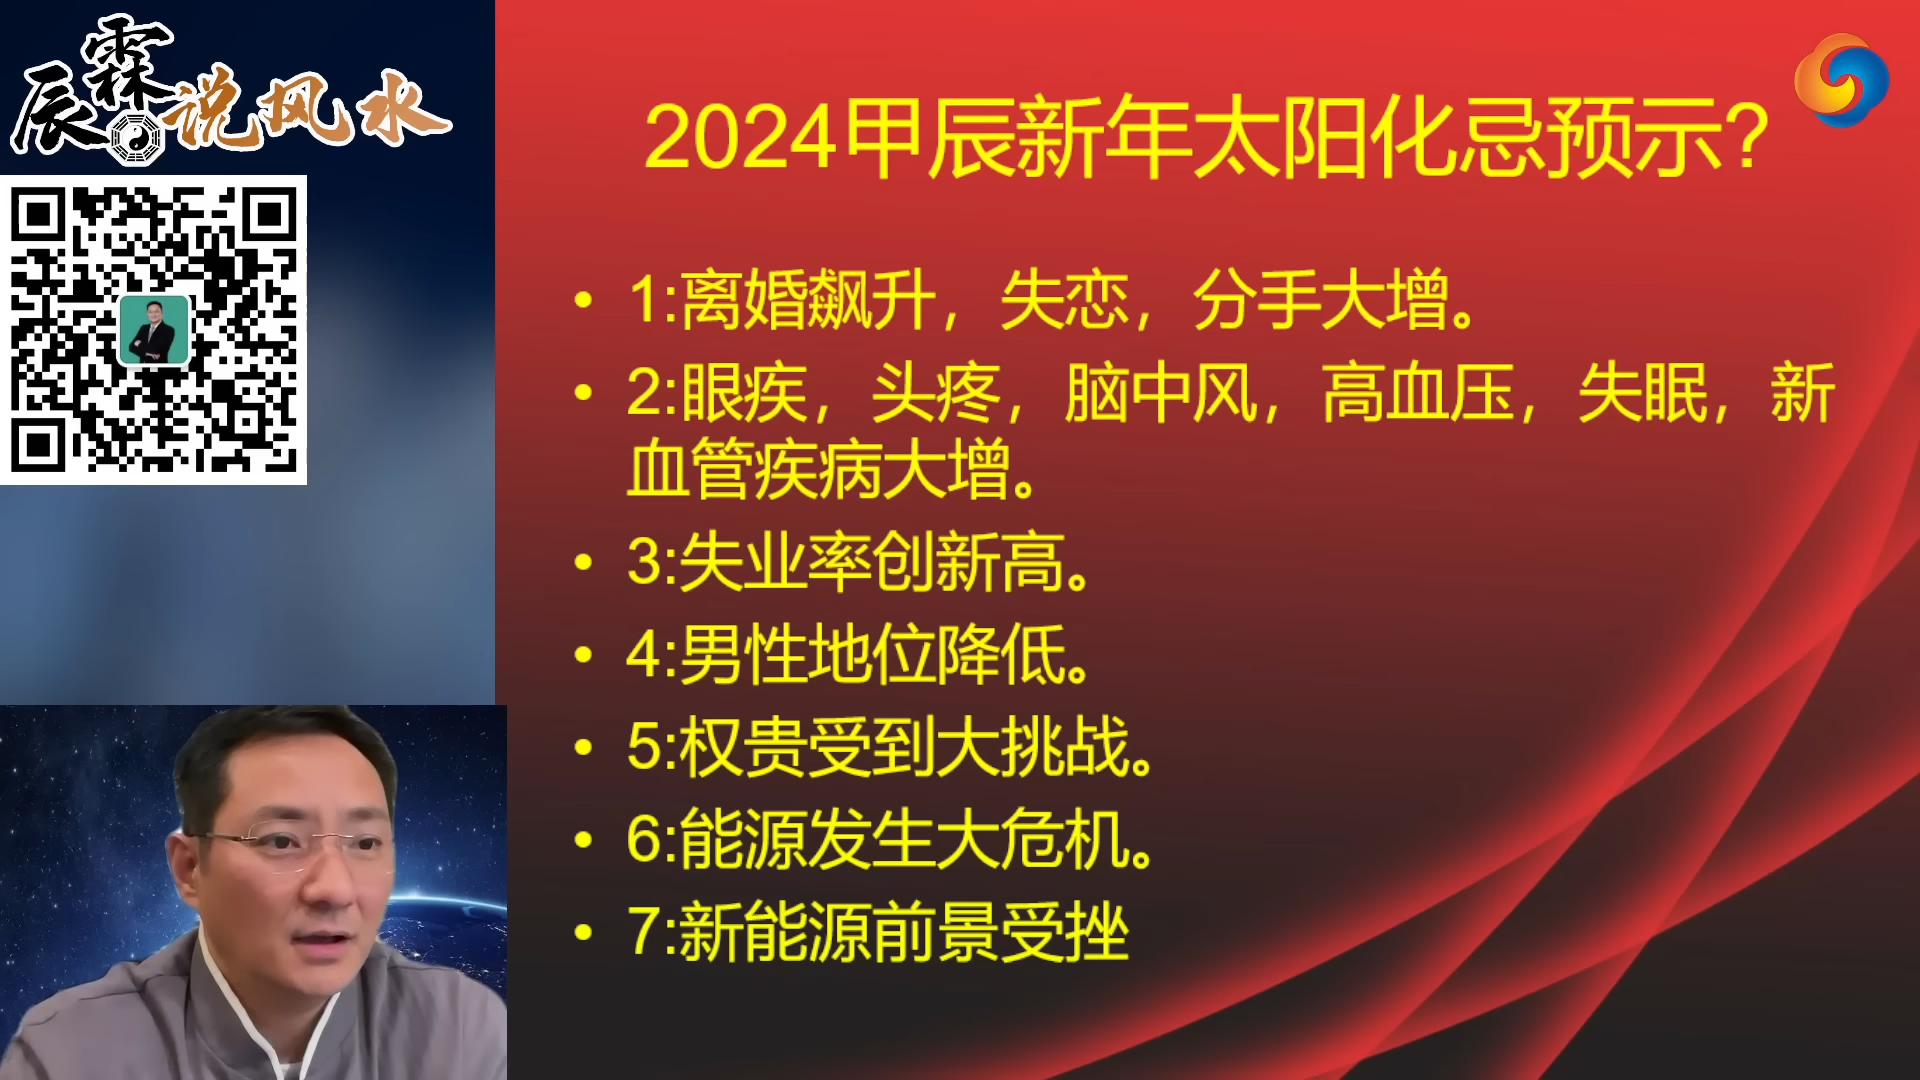 辰霖说风水
2024甲辰新年太阳化忌预示?
• 1:离婚飙升，失恋，分手大增。
• 2:眼疾，头疼，脑中风，高血压，失眠，新
血管疾病大增。
• 3:失业率创新高。
• 4:男性地位降低。
• 5:权贵受到大挑战。
• 6:能源发生大危机。
• 7:新能源前景受挫